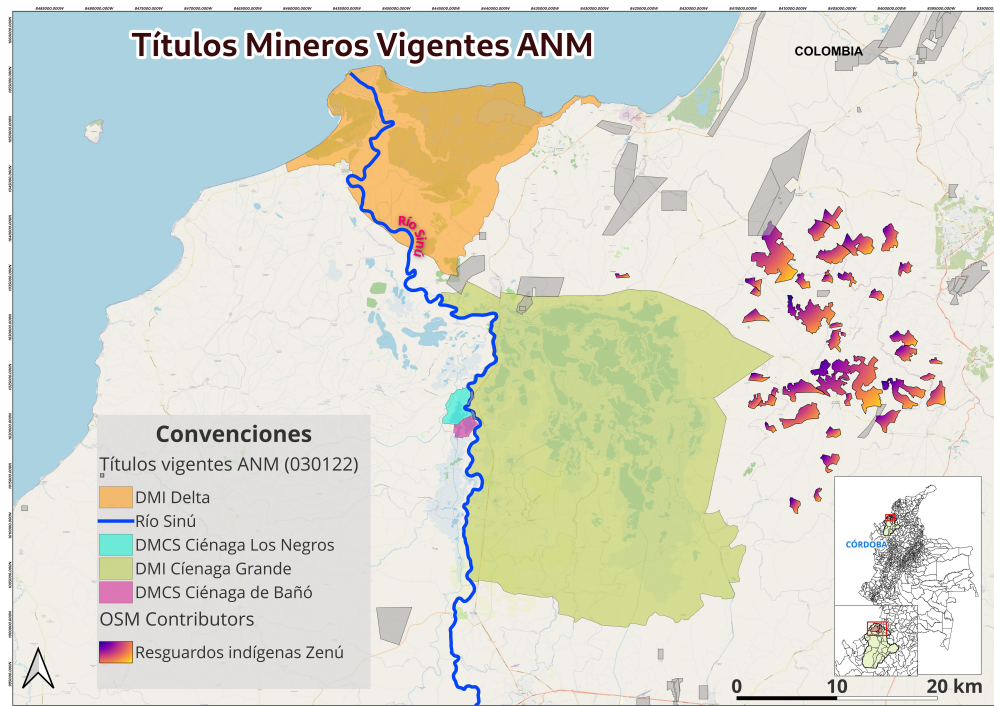 Títulos Mineros Vigentes ANM
COLOMBIA
Río Sinú
Convenciones
Títulos vigentes ANM (030122)
DMI Delta
Río Sinú
DMCS Ciénaga Los Negros
DMI Cíenaga Grande
DMCS Ciénaga de Bañó
OSM Contributors
Resguardos indígenas Zenú
CÓRDOBA
0 10 20 km